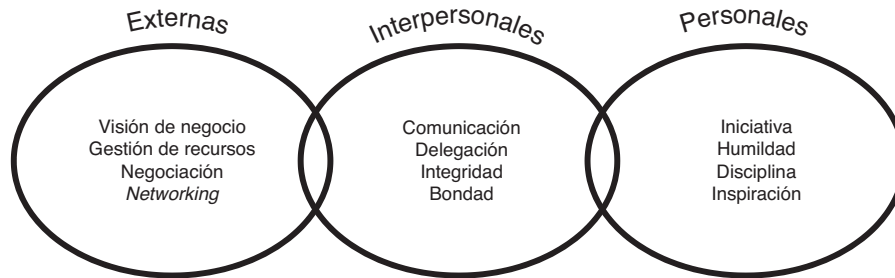 Externas
Visión de negocio
Gestión de recursos
Negociación
Networking
Interpersonales
Comunicación
Delegación
Integridad
Bondad
Personales
Iniciativa
Humildad
Disciplina
Inspiración